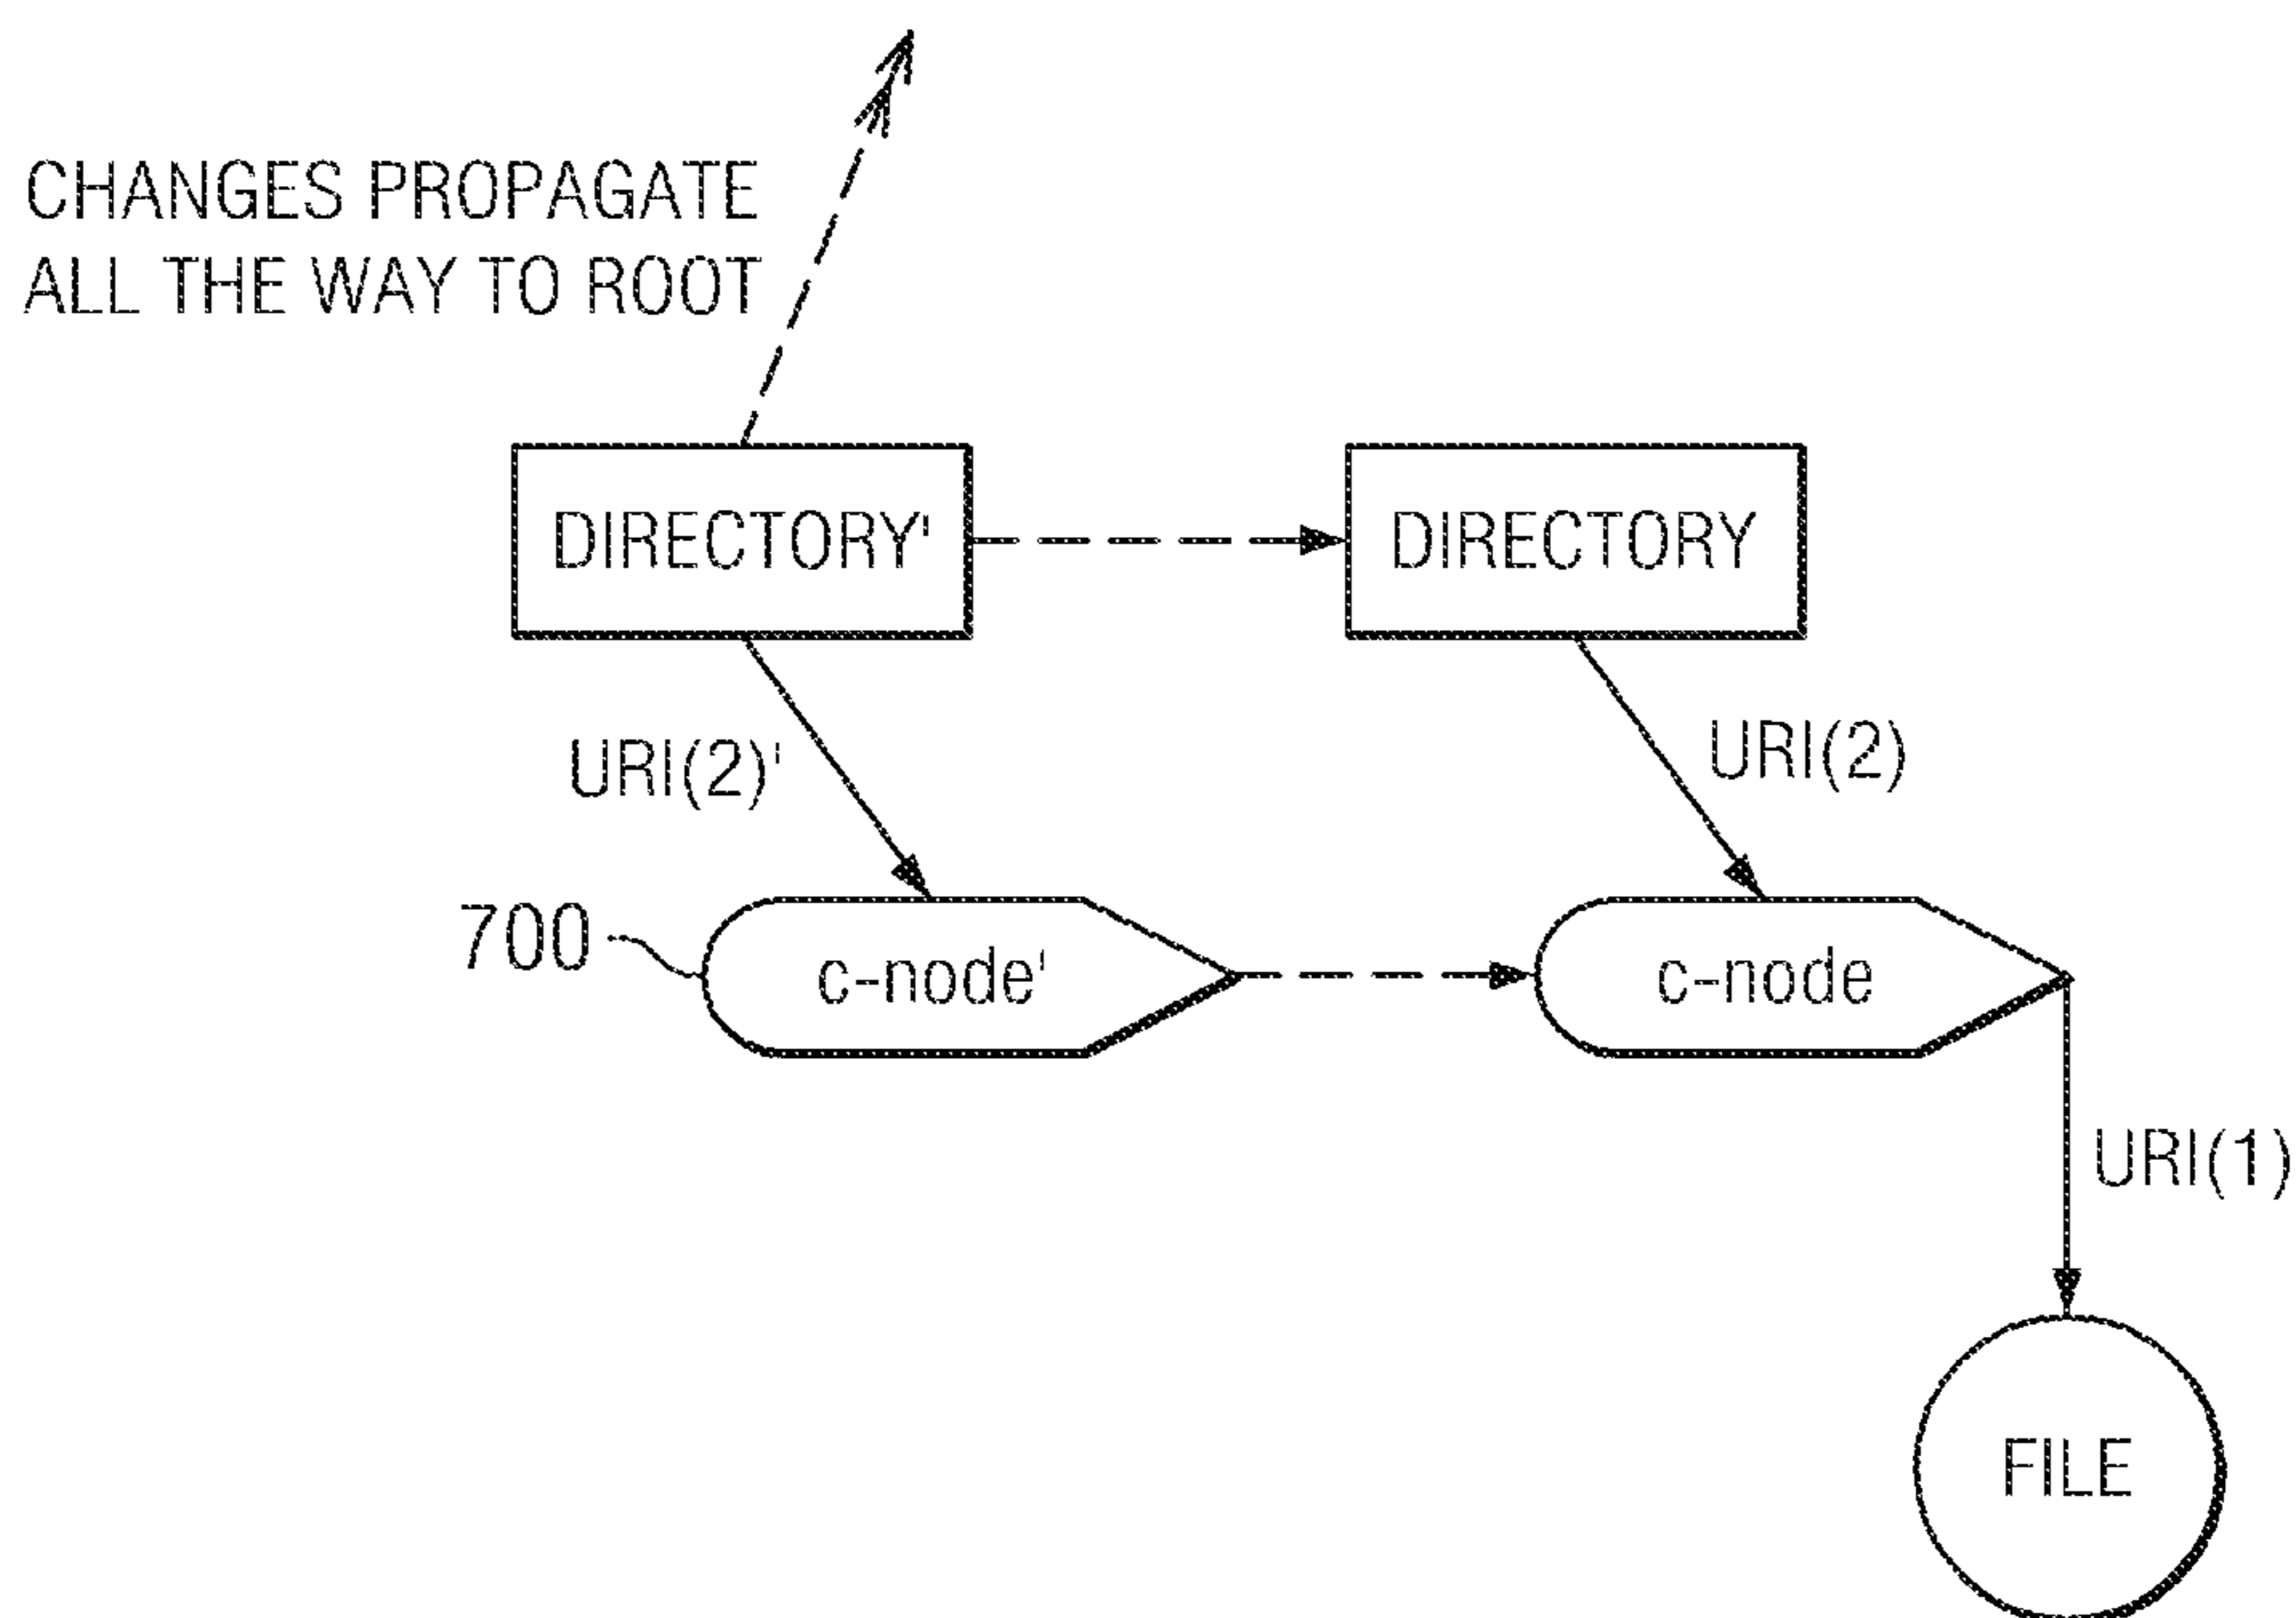 CHANGES PROPAGATE
ALL THE WAY TO ROOT
DIRECTORY'
DIRECTORY
URI(2)'
URI(2)
700
c-node'
c-node
URI(1)
FILE